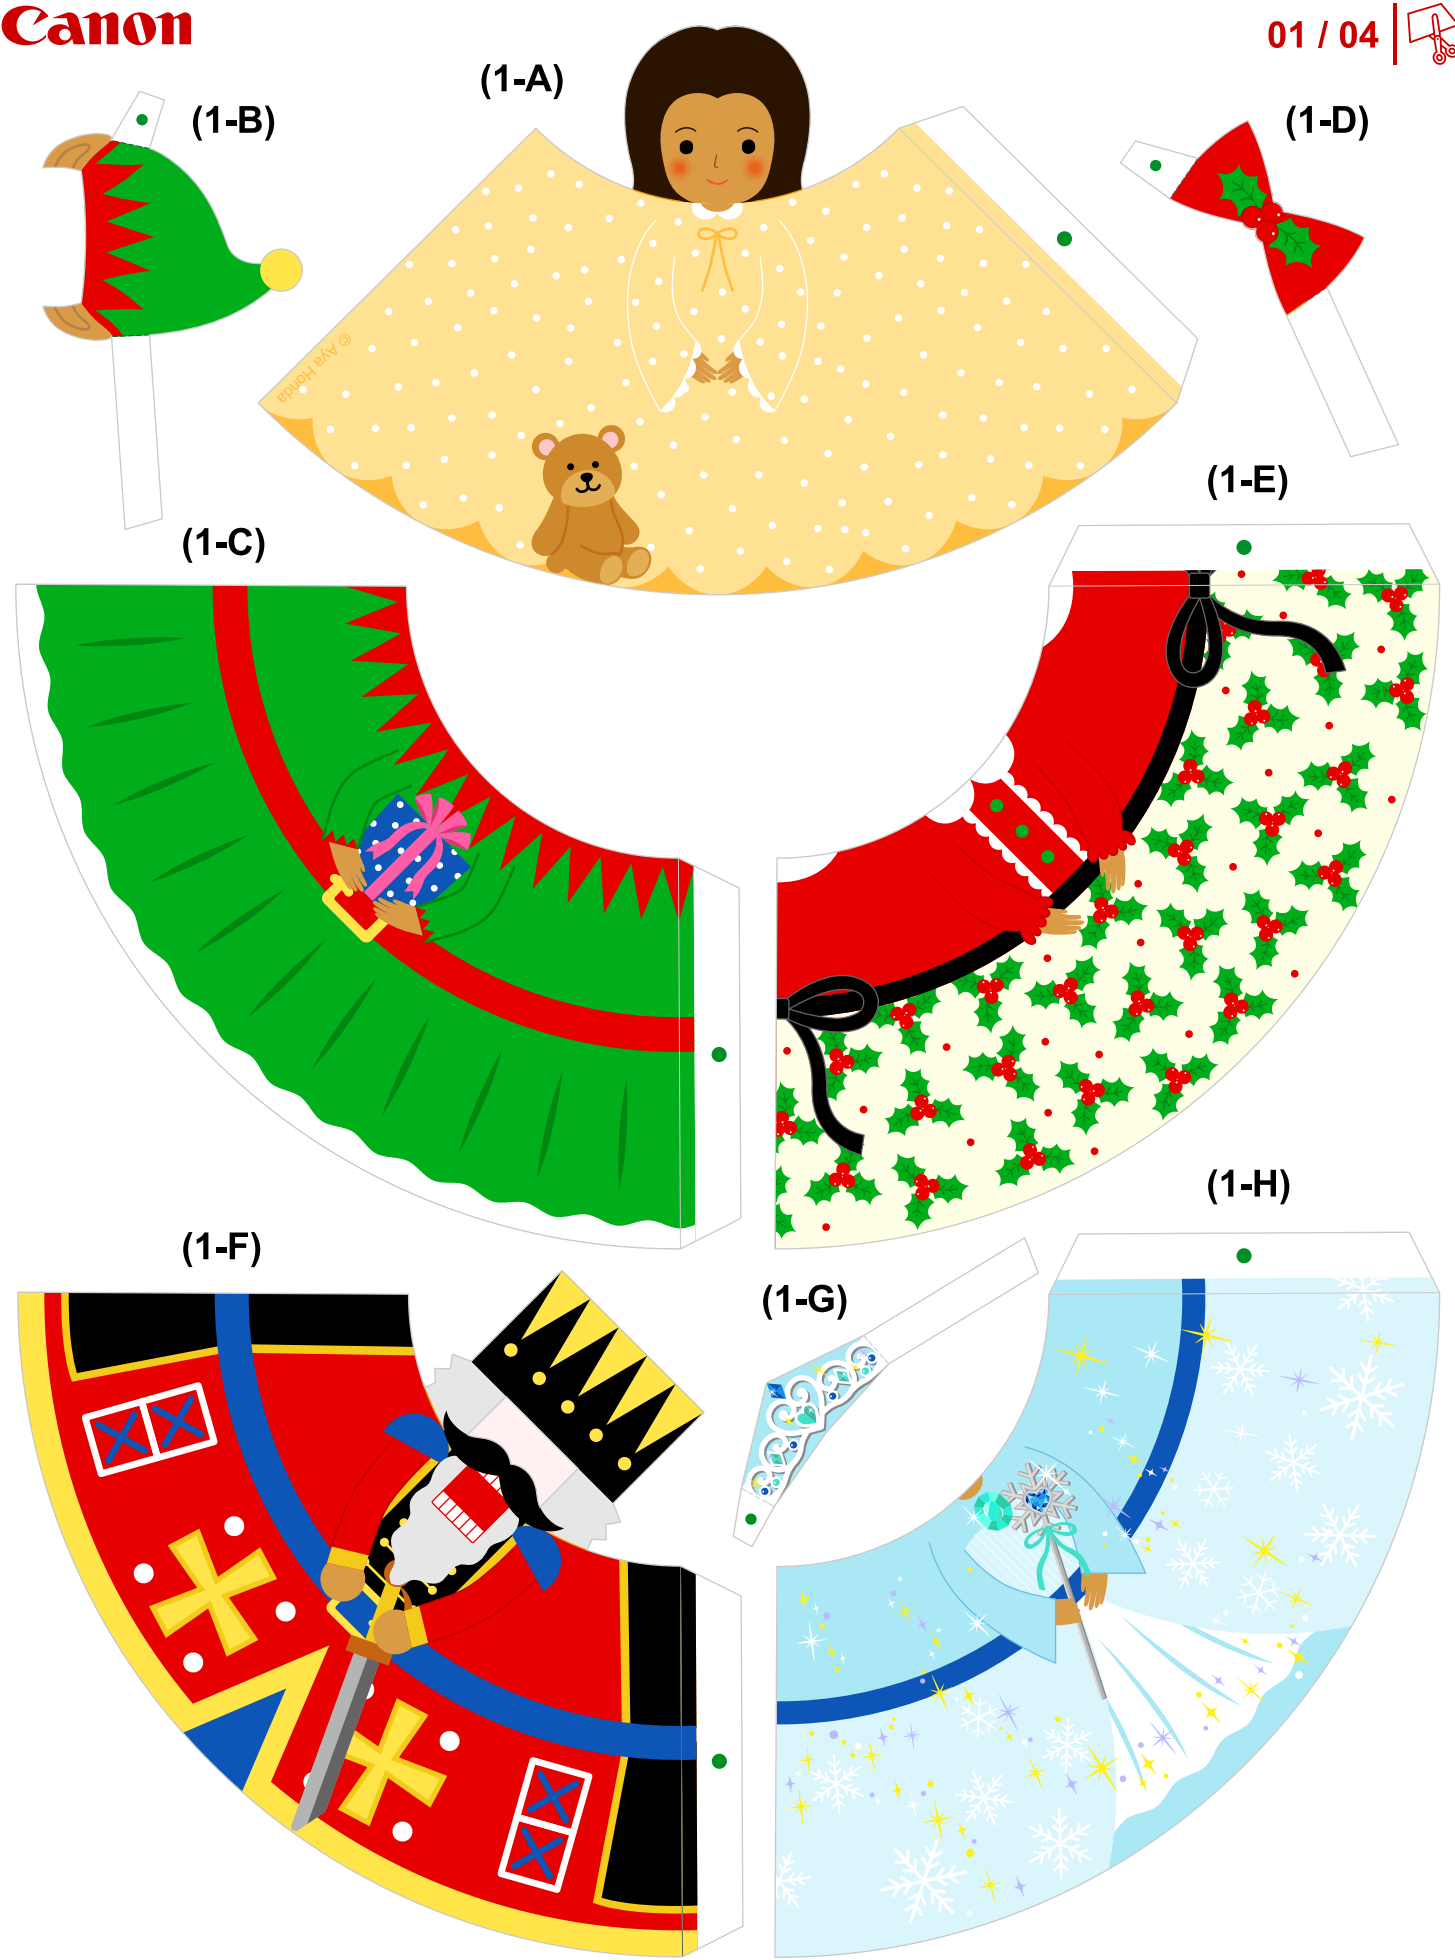 Canon
01 / 04
(1-A)
(1-B)
(1-D)
© Aya Honda
(1-E)
(1-C)
(1-H)
(1-F)
(1-G)